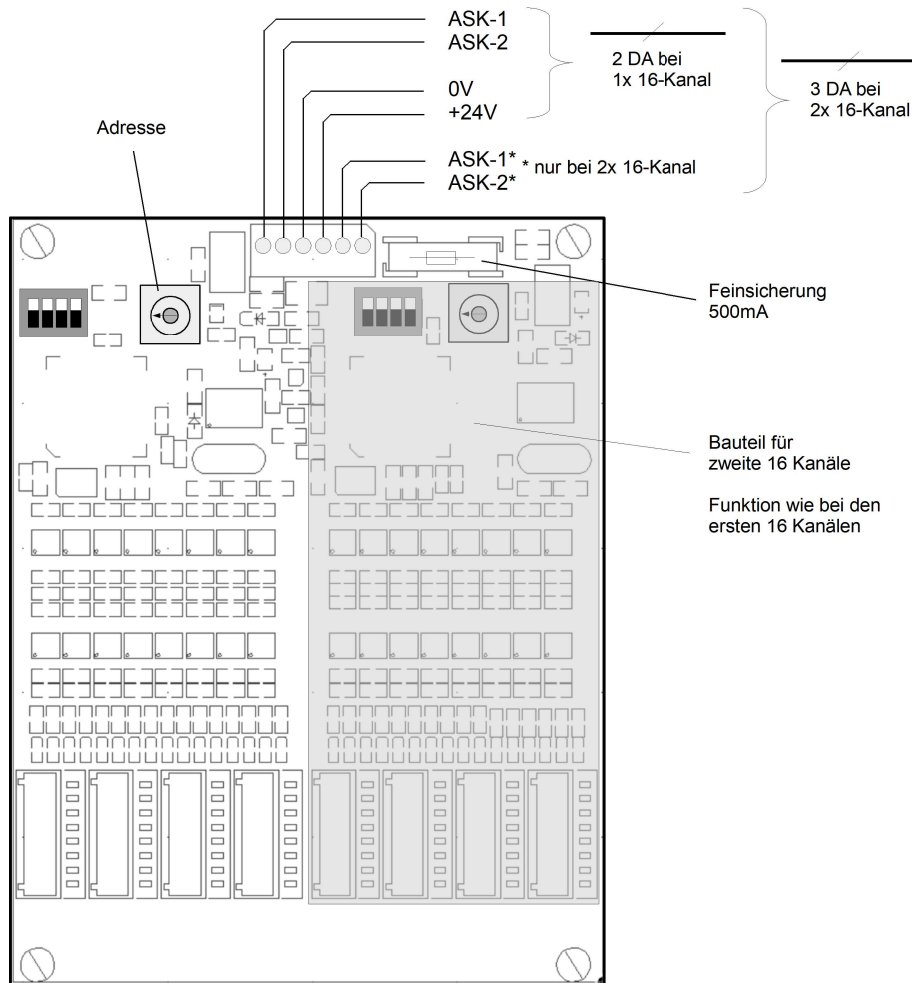 ASK-1
ASK-2
0V
+24V
ASK-1*
ASK-2*
* nur bei 2x 16-Kanal
2 DA bei
1x 16-Kanal
3 DA bei
2x 16-Kanal
Adresse
Feinsicherung
500mA
Bauteil für
zweite 16 Kanäle
Funktion wie bei den
ersten 16 Kanälen